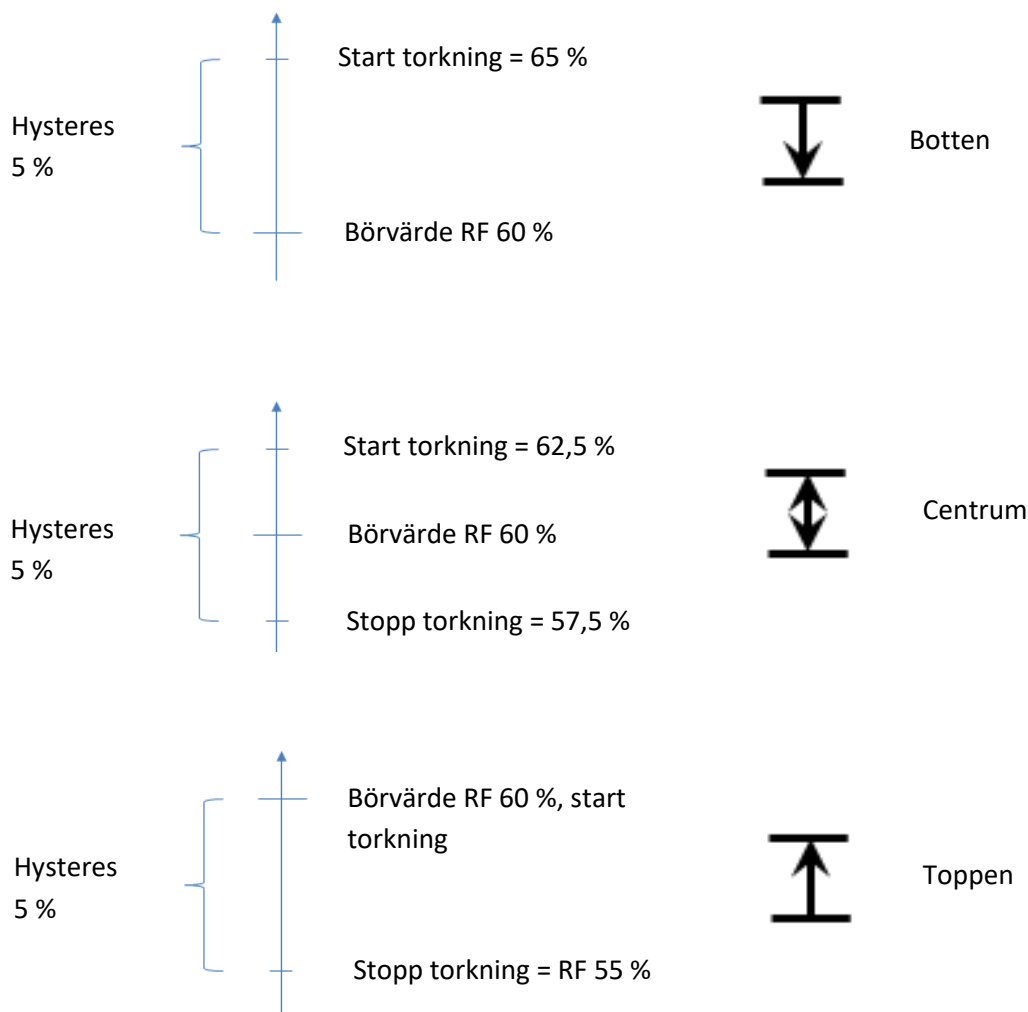 Start torkning = 65 %
Hysteres
5 %
Botten
Börvärde RF 60 %
Start torkning = 62,5 %
Centrum
Hysteres
5 %
Börvärde RF 60 %
Stopp torkning = 57,5 %
Börvärde RF 60 %, start
torkning
Hysteres
5 %
Toppen
Stopp torkning = RF 55 %